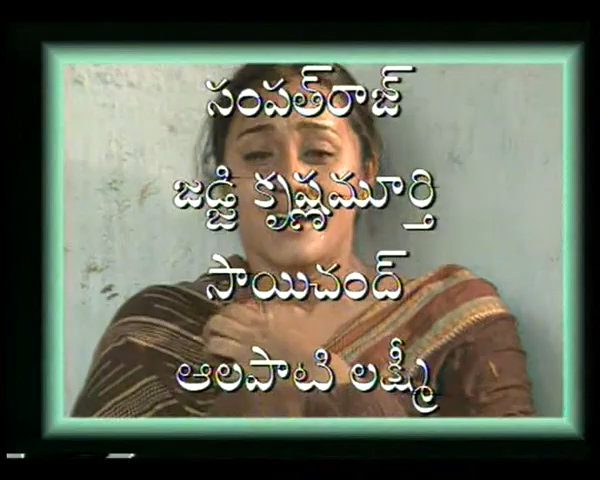 సంపత్‌రాజ్
జడ్జి కృష్ణమూర్తి
సాయిచంద్
ఆలపాటి లక్ష్మీ